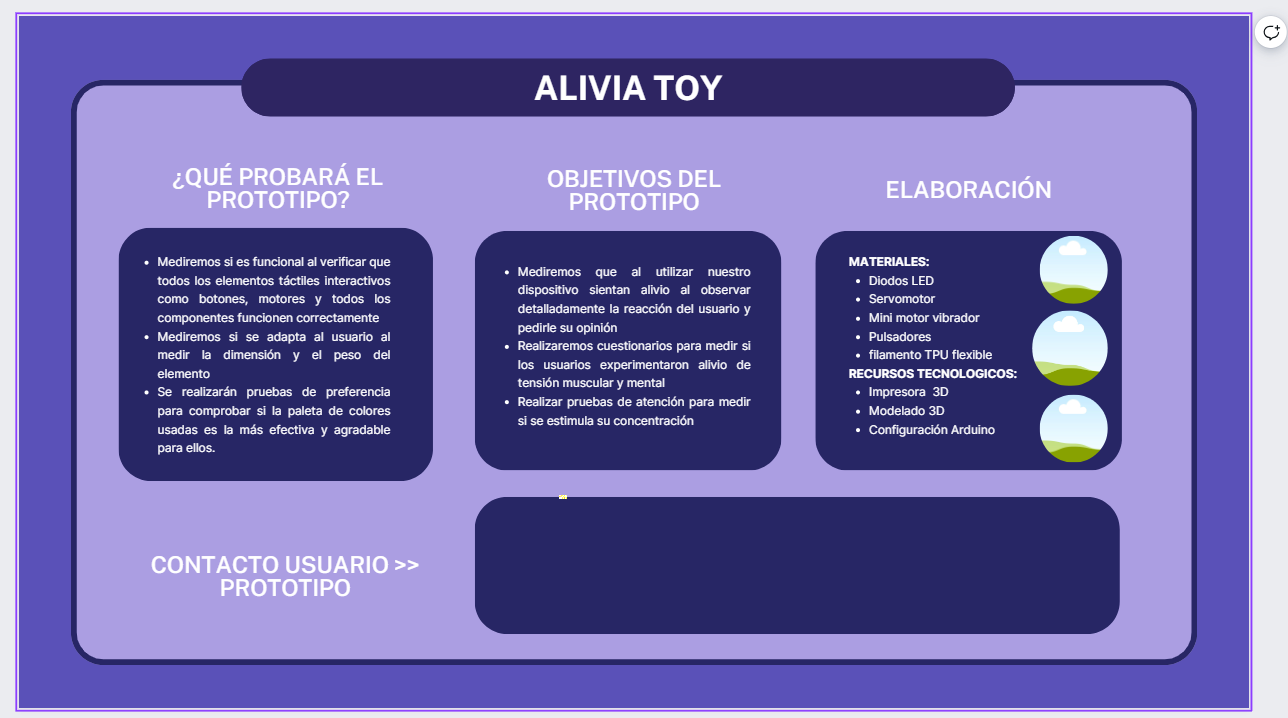 ALIVIA TOY
¿QUÉ PROBARÁ EL
PROTOTIPO?
Mediremos si es funcional al verificar que
todos los elementos táctiles interactivos
como botones, motores y todos los
componentes funcionen correctamente
Mediremos si se adapta al usuario al
medir la dimensión y el peso del
elemento
Se realizarán pruebas de preferencia
para comprobar si la paleta de colores
usadas es la más efectiva y agradable
para ellos.
OBJETIVOS DEL
PROTOTIPO
Mediremos que al utilizar nuestro
dispositivo sientan alivio al observar
detalladamente la reacción del usuario y
pedirle su opinión
Realizaremos cuestionarios para medir si
los usuarios experimentaron alivio de
tensión muscular y mental
Realizar pruebas de atención para medir
si se estimula su concentración
ELABORACIÓN
MATERIALES:
Diodos LED
Servomotor
Mini motor vibrador
Pulsadores
filamento TPU flexible
RECURSOS TECNOLOGICOS:
Impresora 3D
Modelado 3D
Configuración Arduino
CONTACTO USUARIO >>
PROTOTIPO